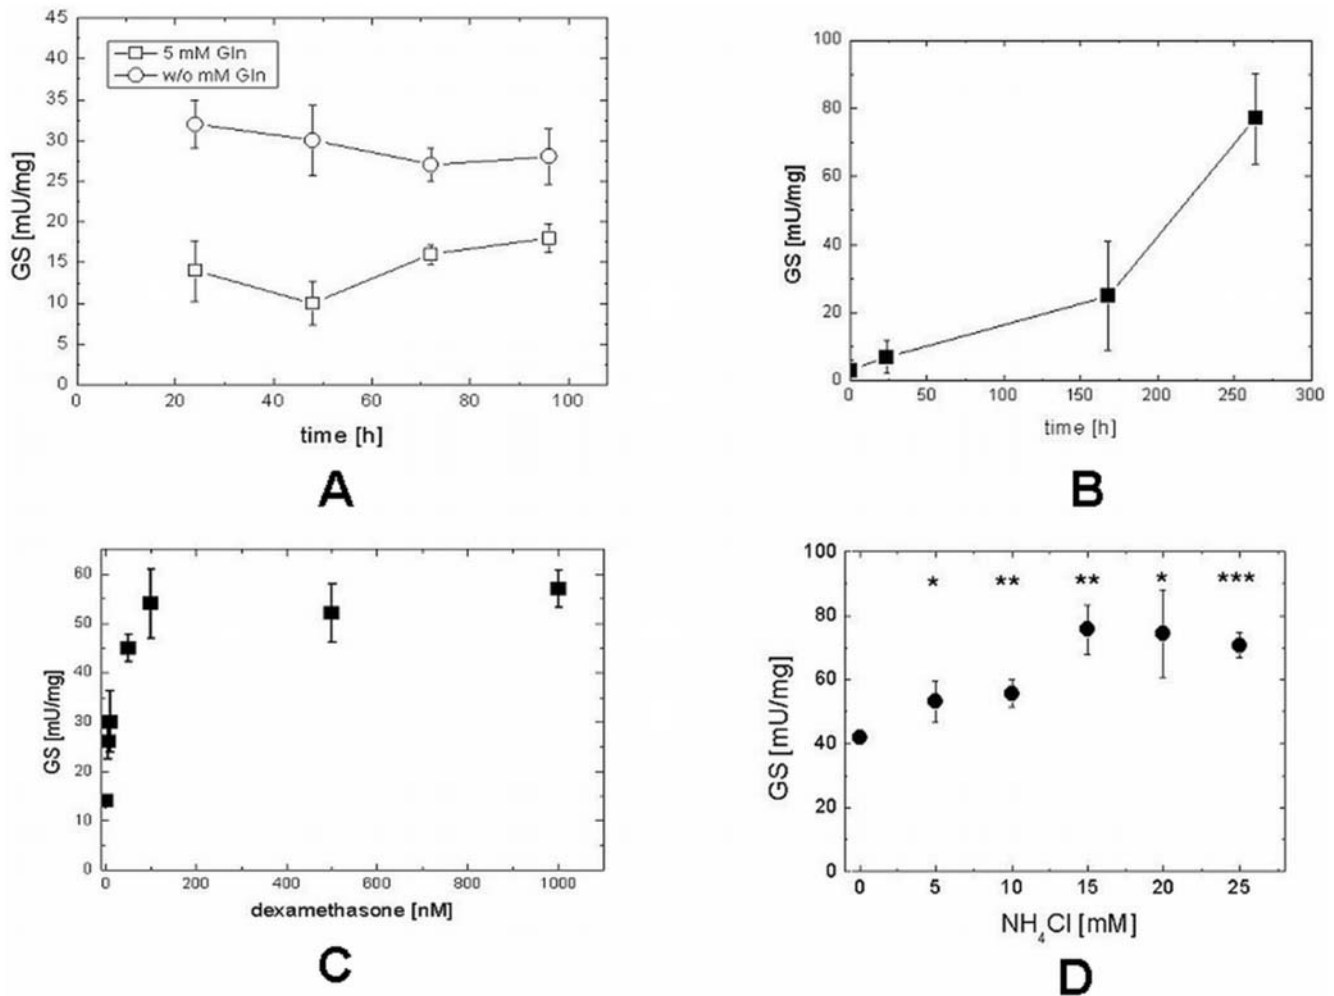 45
40
35
30
25
20
15
10
5
0
GS [mU/mg]
5 mM Gln
w/o mM Gln
0 20 40 60 80 100
time [h]
A
100
80
60
40
20
0
GS [mU/mg]
0 50 100 150 200 250 300
time [h]
B
60
50
40
30
20
10
0
GS [mU/mg]
0 200 400 600 800 1000
dexamethasone [nM]
C
100
80
60
40
20
0
GS [mU/mg]
* ** ** * ***
0 5 10 15 20 25
NH₄Cl [mM]
D